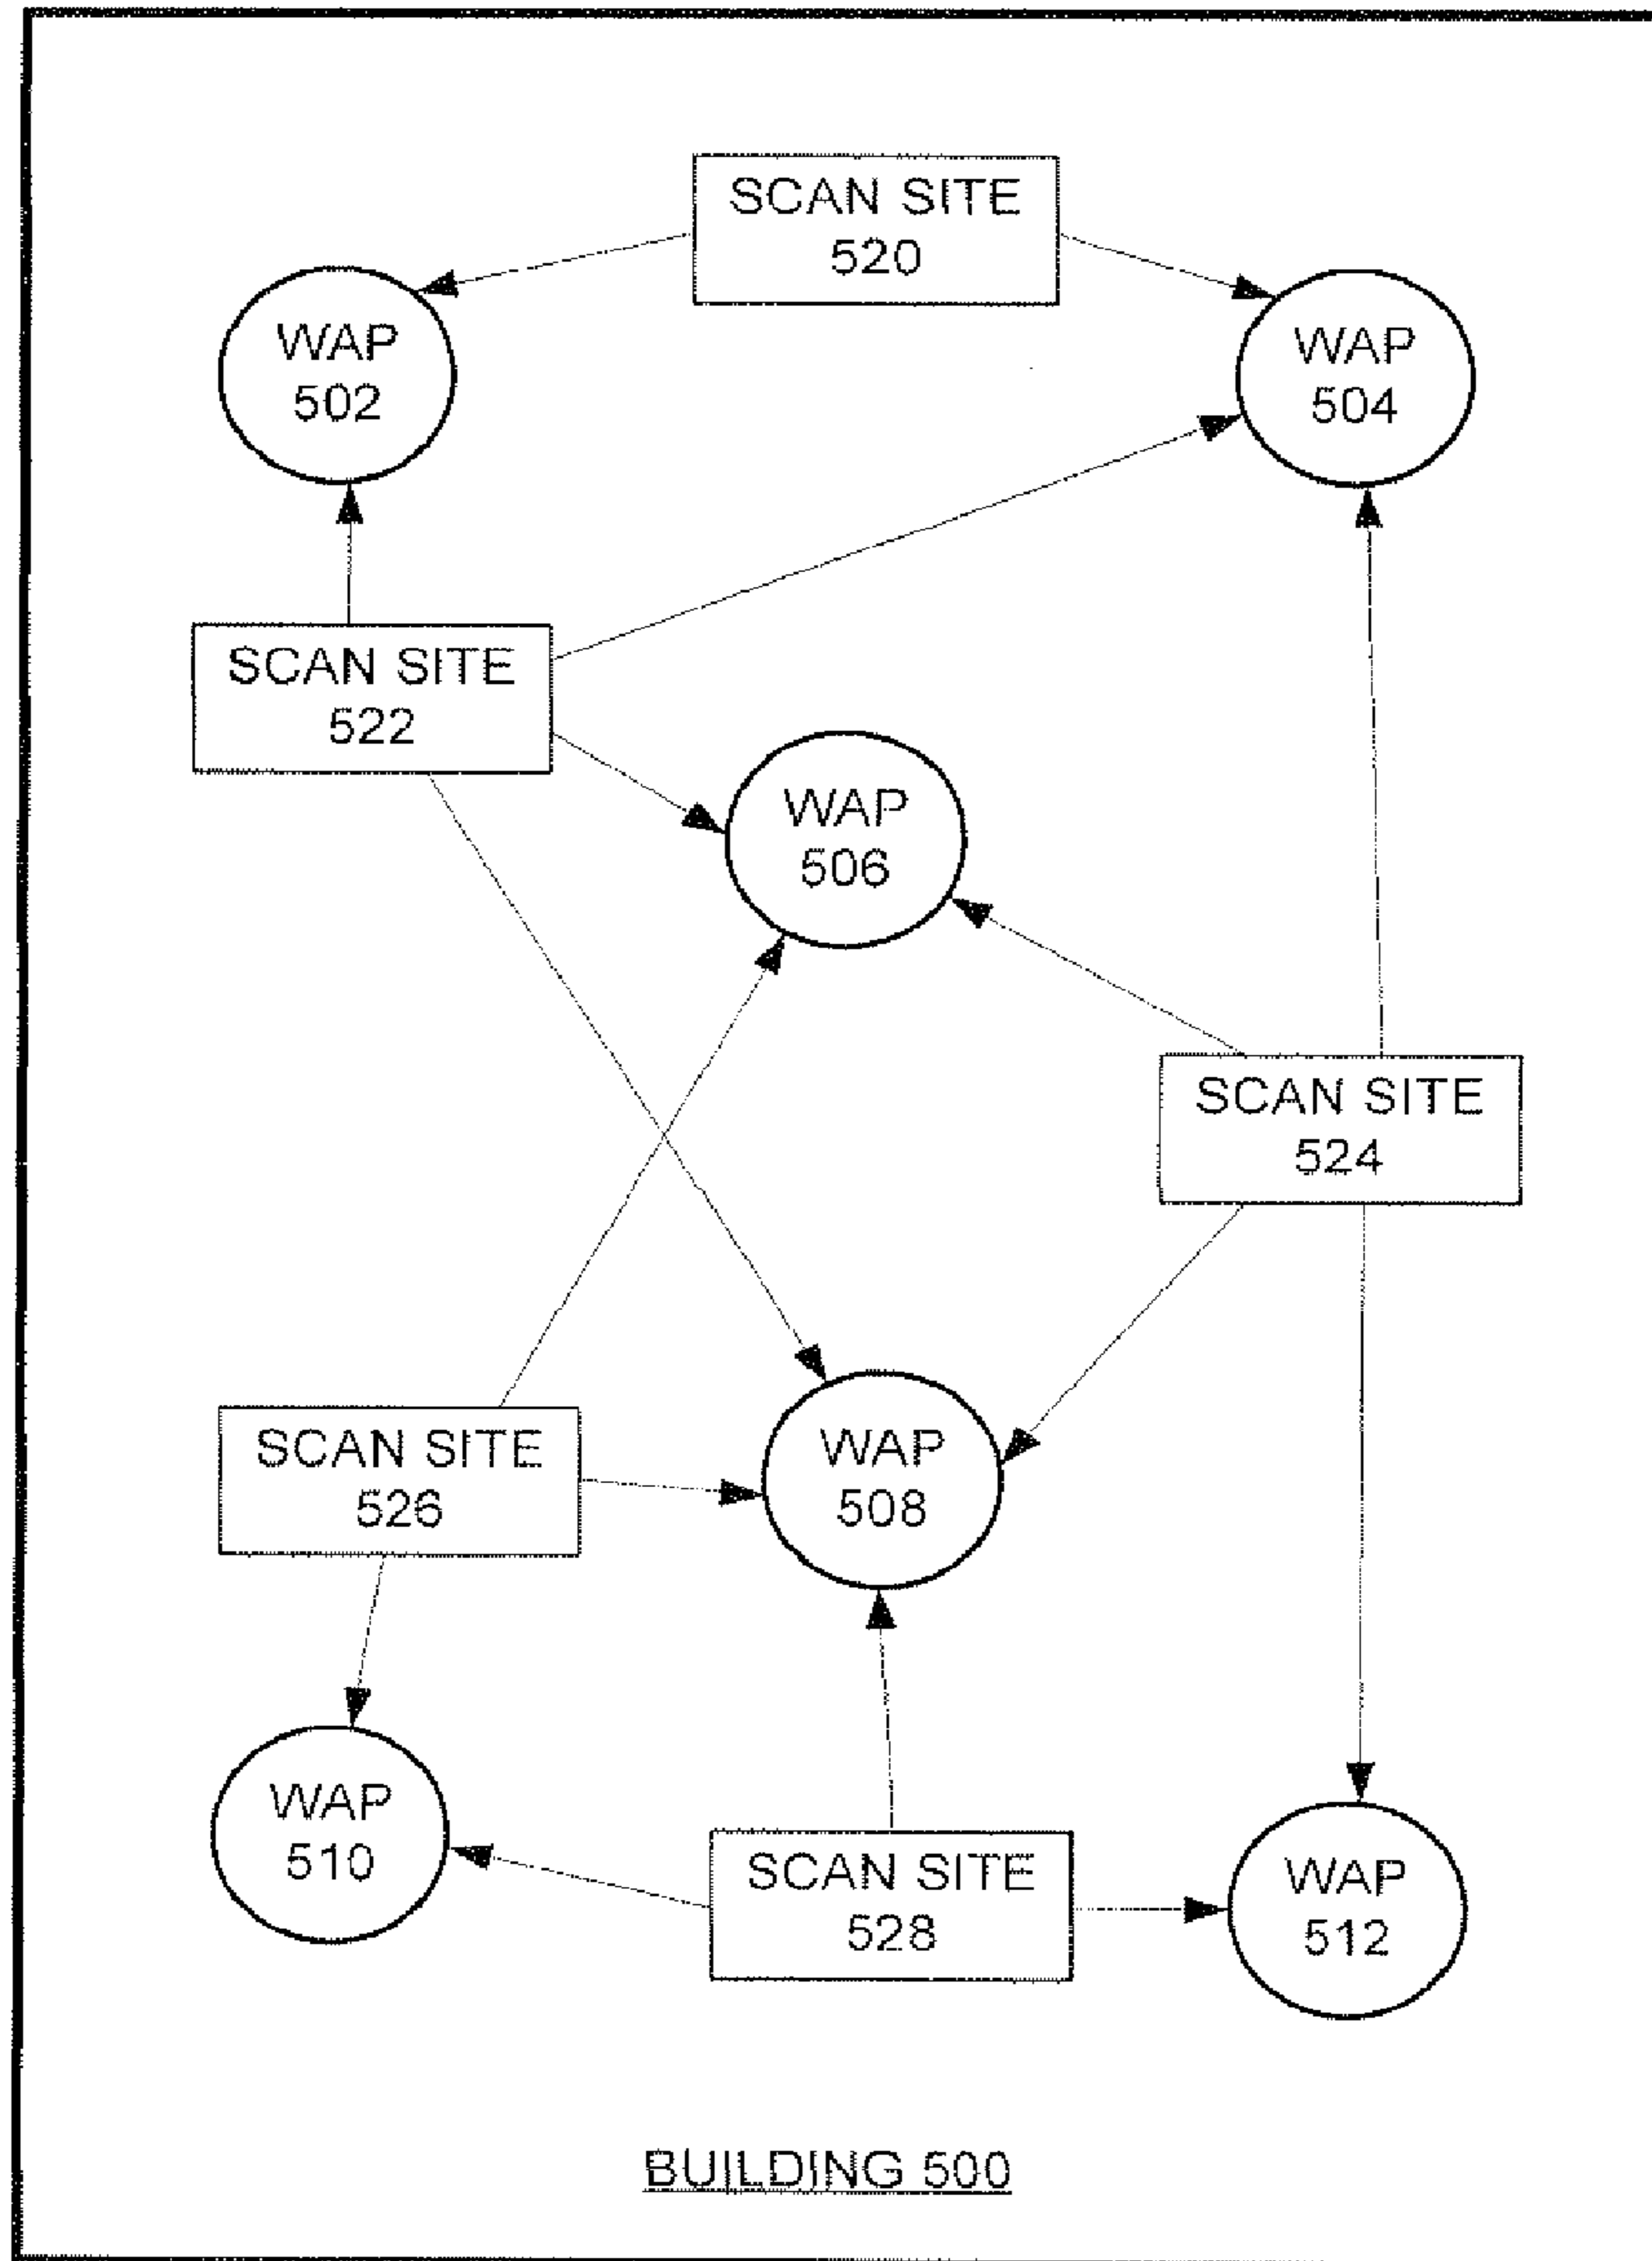 SCAN SITE
520
WAP
502
WAP
504
SCAN SITE
522
WAP
506
SCAN SITE
524
SCAN SITE
526
WAP
508
WAP
510
SCAN SITE
528
WAP
512
BUILDING 500